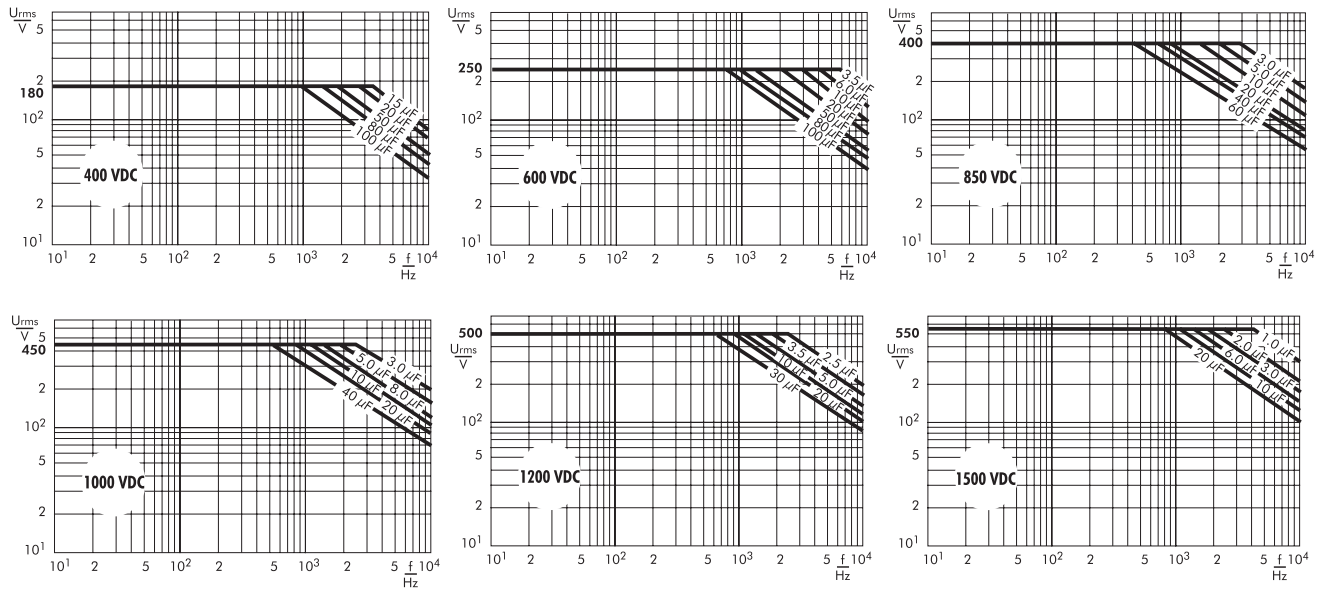 Urms
V
5
2
180
10²
5
2
10¹
15 µF
20 µF
50 µF
80 µF
100 µF
400 VDC
10¹ 2 5 10² 2 5 10³ 2 5 f/Hz 10⁴
Urms
V
5
250
2
10²
5
2
10¹
3.5 µF
6.0 µF
10 µF
20 µF
50 µF
80 µF
100 µF
600 VDC
10¹ 2 5 10² 2 5 10³ 2 5 f/Hz 10⁴
Urms
V
5
400
2
10²
5
2
10¹
3.0 µF
5.0 µF
10 µF
20 µF
40 µF
60 µF
850 VDC
10¹ 2 5 10² 2 5 10³ 2 5 f/Hz 10⁴
Urms
V
5
450
2
10²
5
2
10¹
3.0 µF
5.0 µF 8.0 µF
10 µF 20 µF
40 µF
1000 VDC
10¹ 2 5 10² 2 5 10³ 2 5 f/Hz 10⁴
500
Urms
V
2
10²
5
2
10¹
2.5 µF
3.5 µF 5.0 µF
10 µF 20 µF
30 µF
1200 VDC
10¹ 2 5 10² 2 5 10³ 2 5 f/Hz 10⁴
550
Urms
V
2
10²
5
2
10¹
1.0 µF
2.0 µF 3.0 µF
6.0 µF 10 µF
20 µF
1500 VDC
10¹ 2 5 10² 2 5 10³ 2 5 f/Hz 10⁴